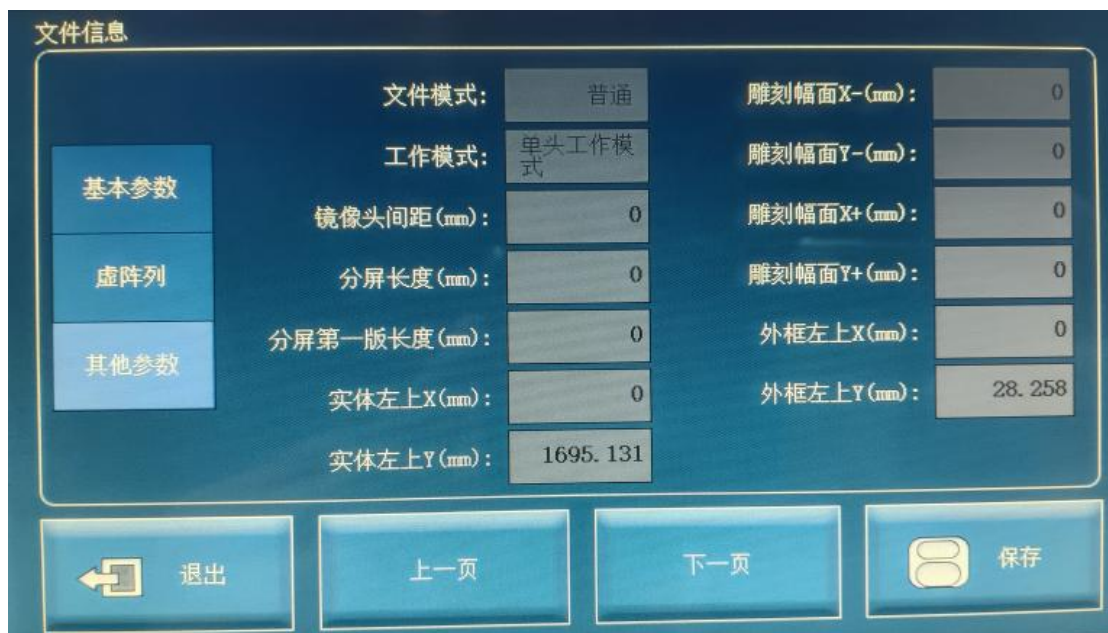 文件信息
文件模式: 普通 雕刻幅面X-(mm): 0
工作模式: 单头工作模式 雕刻幅面Y-(mm): 0
基本参数
镜像头间距(mm): 0 雕刻幅面X+(mm): 0
虚阵列
分屏长度(mm): 0 雕刻幅面Y+(mm): 0
分屏第一版长度(mm): 0 外框左上X(mm): 0
其他参数
实体左上X(mm): 0 外框左上Y(mm): 28.258
实体左上Y(mm): 1695.131
退出 上一页 下一页 保存